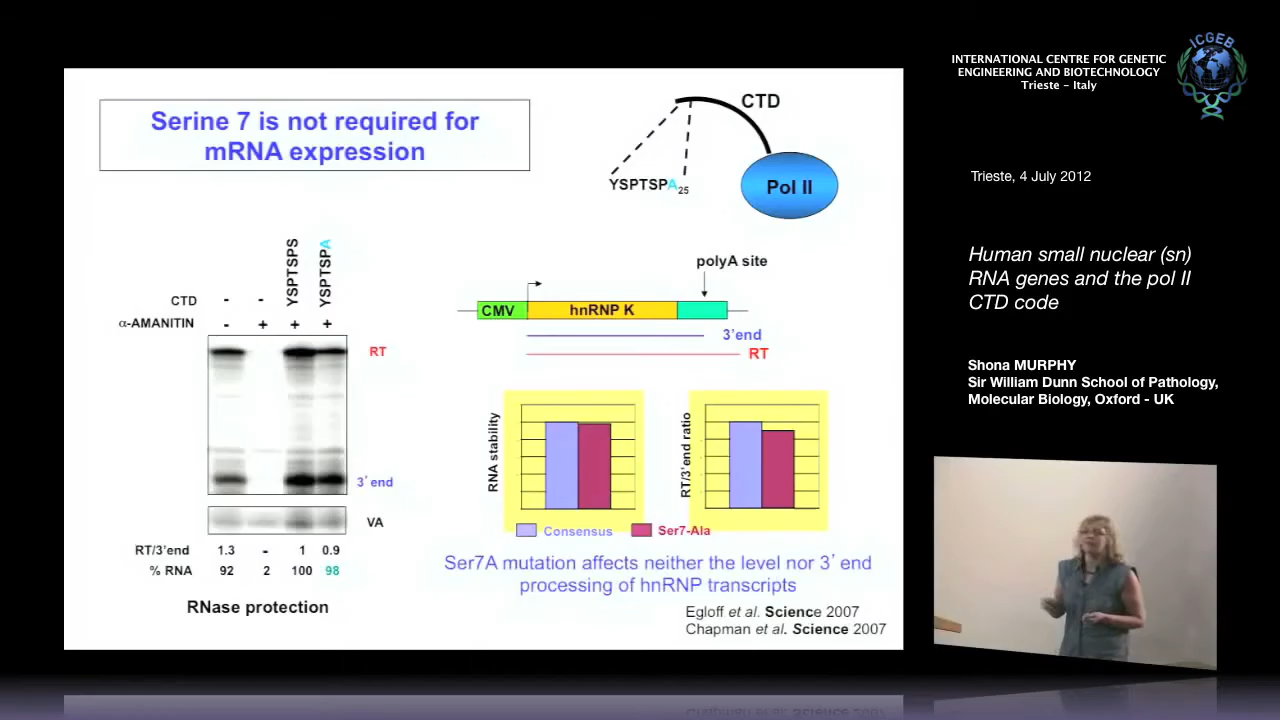 Serine 7 is not required for
mRNA expression
CTD
Pol II
YSPTSPA25
CTD - - YSPTSPS YSPTSPA
α-AMANITIN - + + +
RT
3´end
VA
RT/3'end 1.3 - 1 0.9
% RNA 92 2 100 98
RNase protection
polyA site
CMV hnRNP K
3'end
RT
RNA stability
RT/3'end ratio
Consensus Ser7-Ala
Ser7A mutation affects neither the level nor 3´ end
processing of hnRNP transcripts
Egloff et al. Science 2007
Chapman et al. Science 2007
ICGEB
INTERNATIONAL CENTRE FOR GENETIC
ENGINEERING AND BIOTECHNOLOGY
Trieste - Italy
Trieste, 4 July 2012
Human small nuclear (sn)
RNA genes and the pol II
CTD code
Shona MURPHY
Sir William Dunn School of Pathology,
Molecular Biology, Oxford - UK